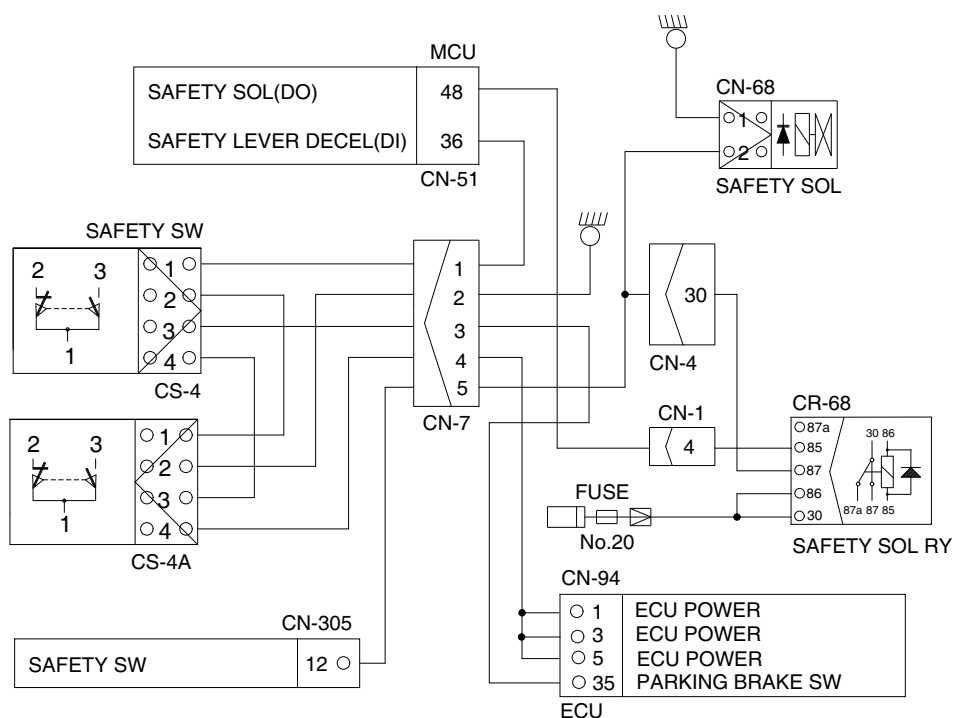 MCU
SAFETY SOL(DO) 48
SAFETY LEVER DECEL(DI) 36
CN-51
CN-68
1
2
SAFETY SOL
SAFETY SW
2 3
1
1
2
3
4
CS-4
2 3
1
1
2
3
4
CS-4A
1
2
3
4
5
CN-7
30
CN-4
CN-1
4
CR-68
87a
85
87
86
30
30 86
87a 87 85
SAFETY SOL RY
FUSE
No.20
CN-305
SAFETY SW 12
CN-94
1 ECU POWER
3 ECU POWER
5 ECU POWER
35 PARKING BRAKE SW
ECU